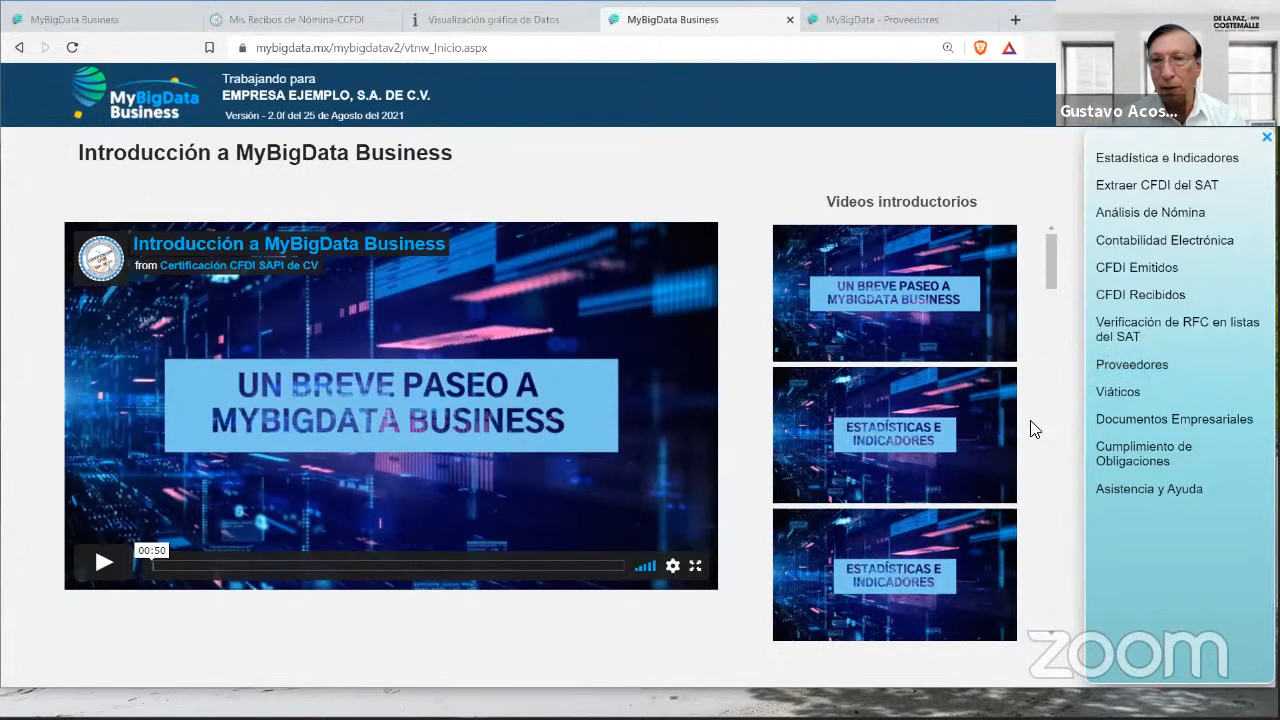 MyBigData Business
Mis Recibos de Nómina-CCFDI
Visualización gráfica de Datos
MyBigData Business
MyBigData - Proveedores
mybigdata.mx/mybigdatav2/vtnw_Inicio.aspx
DE LA PAZ,
COSTEMALLE
Gustavo Acos...
MyBigData
Business
Trabajando para
EMPRESA EJEMPLO, S.A. DE C.V.
Versión - 2.0f del 25 de Agosto del 2021
Introducción a MyBigData Business
Videos introductorios
Introducción a MyBigData Business
from Certificación CFDI SAPI de CV
UN BREVE PASEO A
MYBIGDATA BUSINESS
00:50
UN BREVE PASEO A
MYBIGDATA BUSINESS
ESTADÍSTICAS E
INDICADORES
ESTADÍSTICAS E
INDICADORES
Estadística e Indicadores
Extraer CFDI del SAT
Análisis de Nómina
Contabilidad Electrónica
CFDI Emitidos
CFDI Recibidos
Verificación de RFC en listas
del SAT
Proveedores
Viáticos
Documentos Empresariales
Cumplimiento de
Obligaciones
Asistencia y Ayuda
zoom